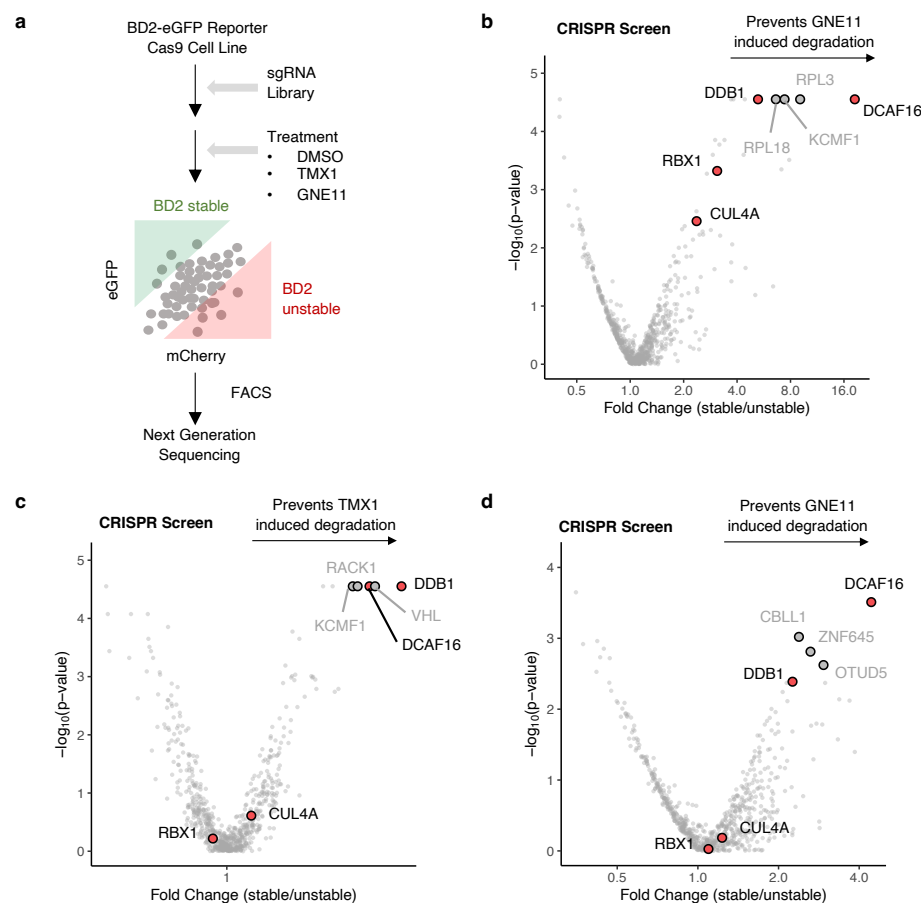 a
BD2-eGFP Reporter
Cas9 Cell Line
sgRNA
Library
Treatment
• DMSO
• TMX1
• GNE11
BD2 stable
eGFP
BD2
unstable
mCherry
FACS
Next Generation
Sequencing
b
CRISPR Screen
Prevents GNE11
induced degradation
5
4
3
2
1
0
−log10(p−value)
DDB1
RPL3
DCAF16
RPL18
KCMF1
RBX1
CUL4A
0.5
1.0
2.0
4.0
8.0
16.0
Fold Change (stable/unstable)
c
CRISPR Screen
Prevents TMX1
induced degradation
5
4
3
2
1
0
−log10(p−value)
RACK1
DDB1
KCMF1
VHL
DCAF16
RBX1
CUL4A
1
Fold Change (stable/unstable)
d
CRISPR Screen
Prevents GNE11
induced degradation
4
3
2
1
0
−log10(p−value)
DCAF16
CBLL1
ZNF645
DDB1
OTUD5
CUL4A
RBX1
0.5
1.0
2.0
4.0
Fold Change (stable/unstable)